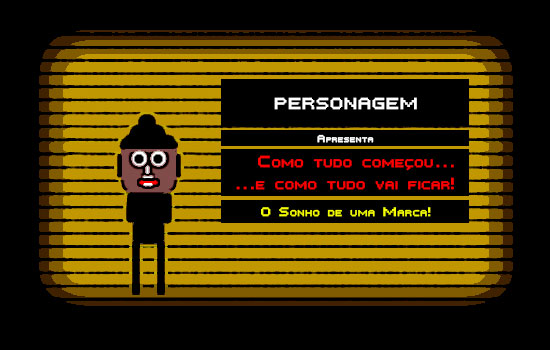 PERSONAGEM
Apresenta
Como tudo começou...
...e como tudo vai ficar!
O Sonho de uma Marca!